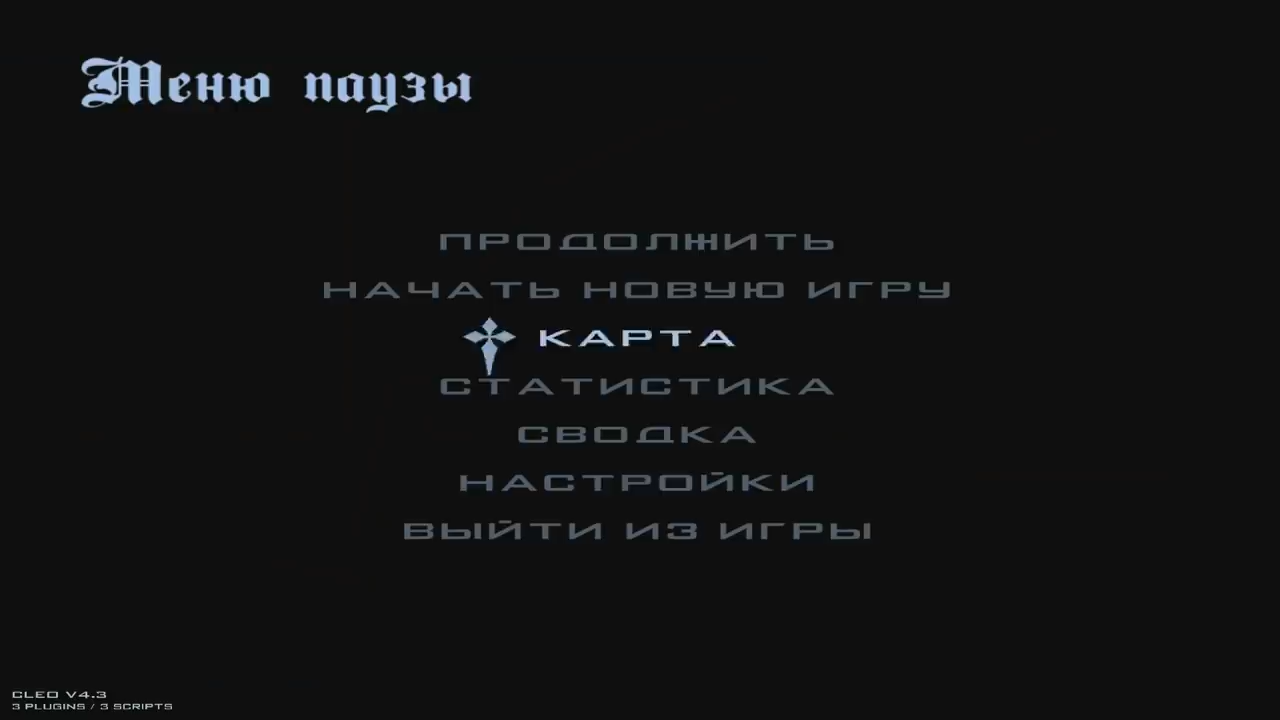 Меню паузы
ПРОДОЛЖИТЬ
НАЧАТЬ НОВУЮ ИГРУ
КАРТА
СТАТИСТИКА
СВОДКА
НАСТРОЙКИ
ВЫЙТИ ИЗ ИГРЫ
CLEO V4.3
3 PLUGINS / 3 SCRIPTS